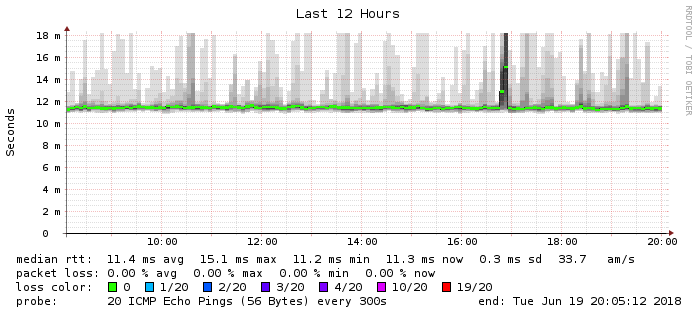 Last 12 Hours
RRDTOOL / TOBI OETIKER
Seconds
18 m
16 m
14 m
12 m
10 m
8 m
6 m
4 m
2 m
0
10:00 12:00 14:00 16:00 18:00 20:00
median rtt: 11.4 ms avg 15.1 ms max 11.2 ms min 11.3 ms now 0.3 ms sd 33.7 am/s
packet loss: 0.00 % avg 0.00 % max 0.00 % min 0.00 % now
loss color: 0 1/20 2/20 3/20 4/20 10/20 19/20
probe: 20 ICMP Echo Pings (56 Bytes) every 300s end: Tue Jun 19 20:05:12 2018